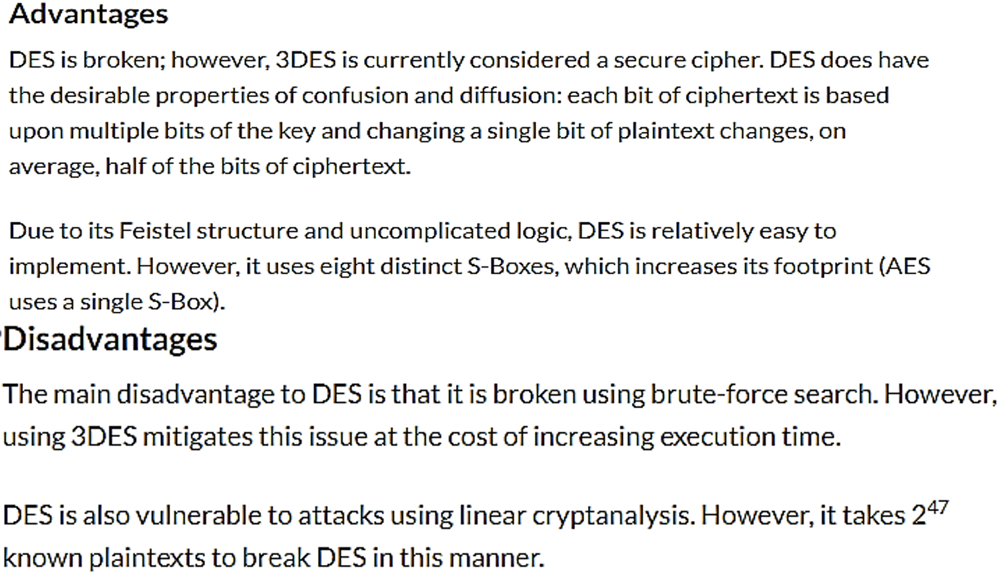 Advantages
DES is broken; however, 3DES is currently considered a secure cipher. DES does have
the desirable properties of confusion and diffusion: each bit of ciphertext is based
upon multiple bits of the key and changing a single bit of plaintext changes, on
average, half of the bits of ciphertext.
Due to its Feistel structure and uncomplicated logic, DES is relatively easy to
implement. However, it uses eight distinct S-Boxes, which increases its footprint (AES
uses a single S-Box).
Disadvantages
The main disadvantage to DES is that it is broken using brute-force search. However,
using 3DES mitigates this issue at the cost of increasing execution time.
DES is also vulnerable to attacks using linear cryptanalysis. However, it takes 2⁴⁷
known plaintexts to break DES in this manner.